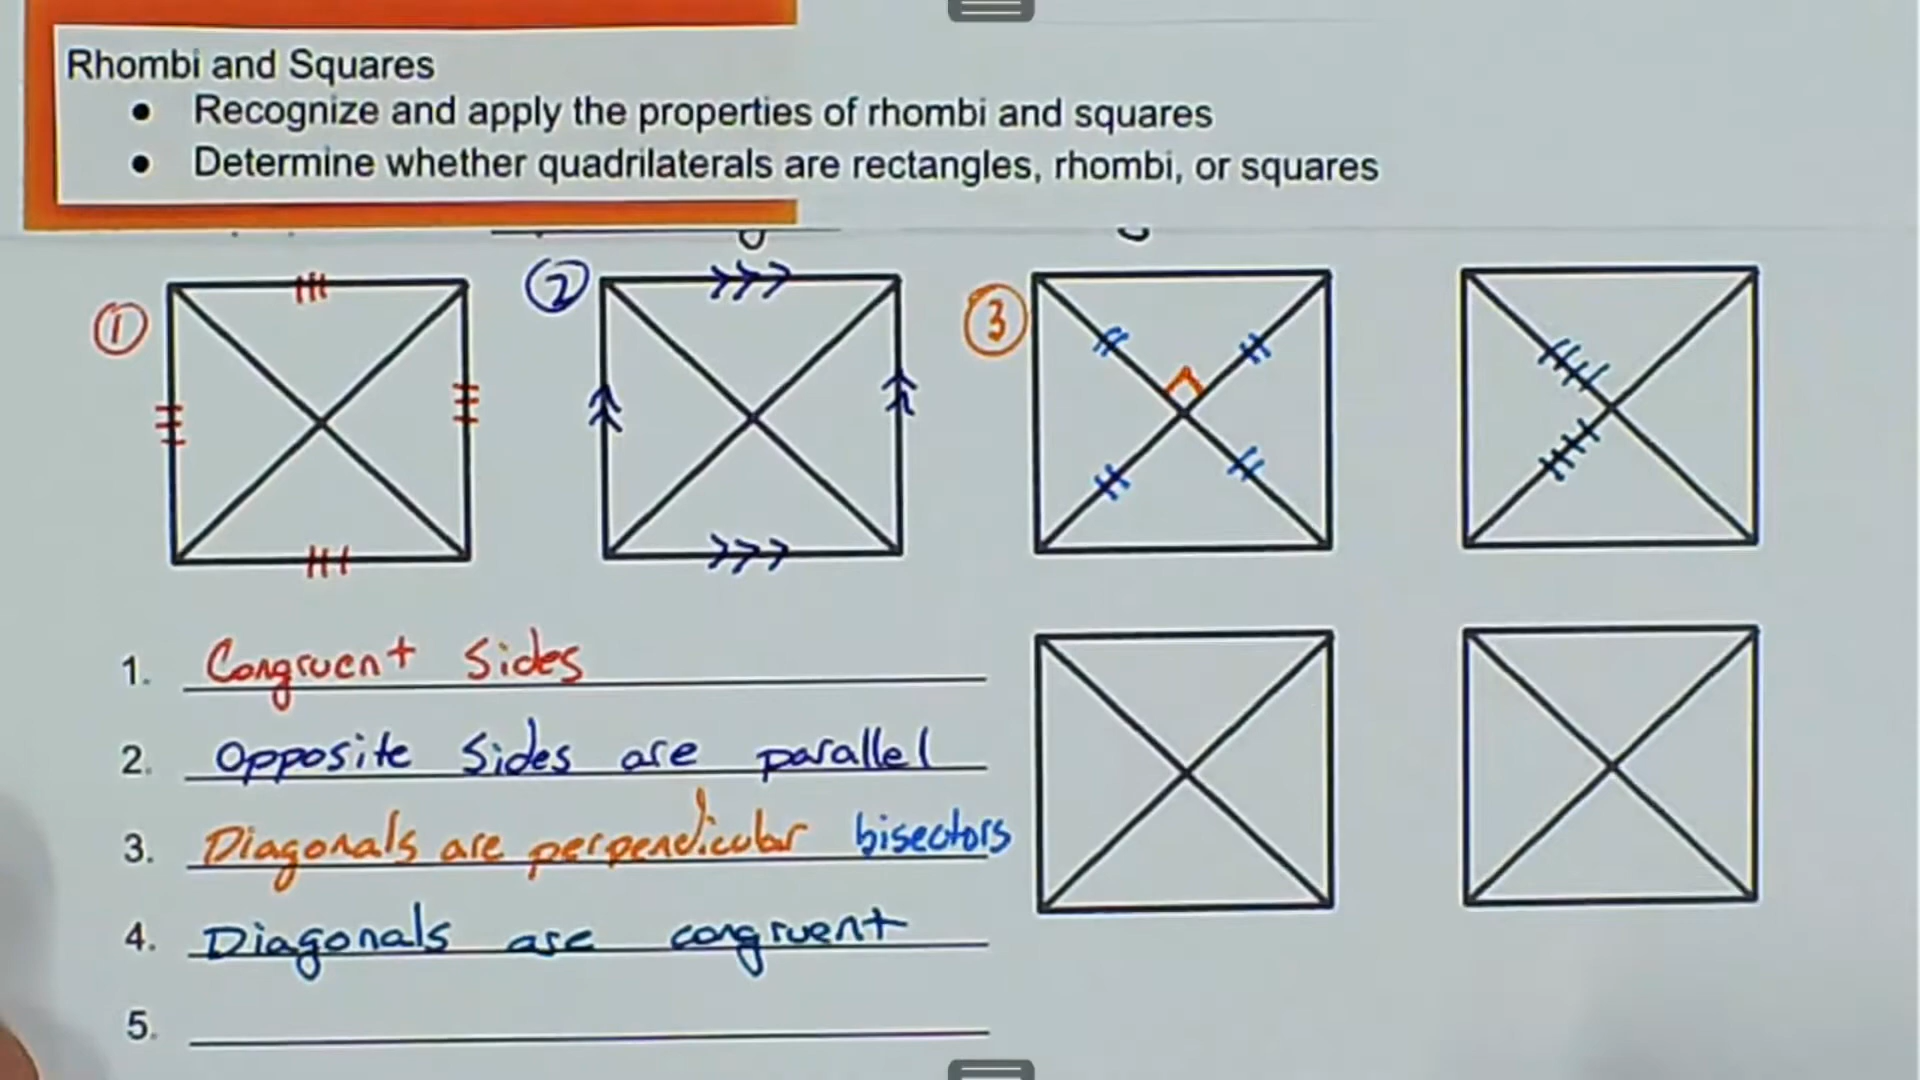 Rhombi and Squares
● Recognize and apply the properties of rhombi and squares
● Determine whether quadrilaterals are rectangles, rhombi, or squares
1
2
3
1. Congruent sides
2. Opposite sides are parallel
3. Diagonals are perpendicular bisectors
4. Diagonals are congruent
5.